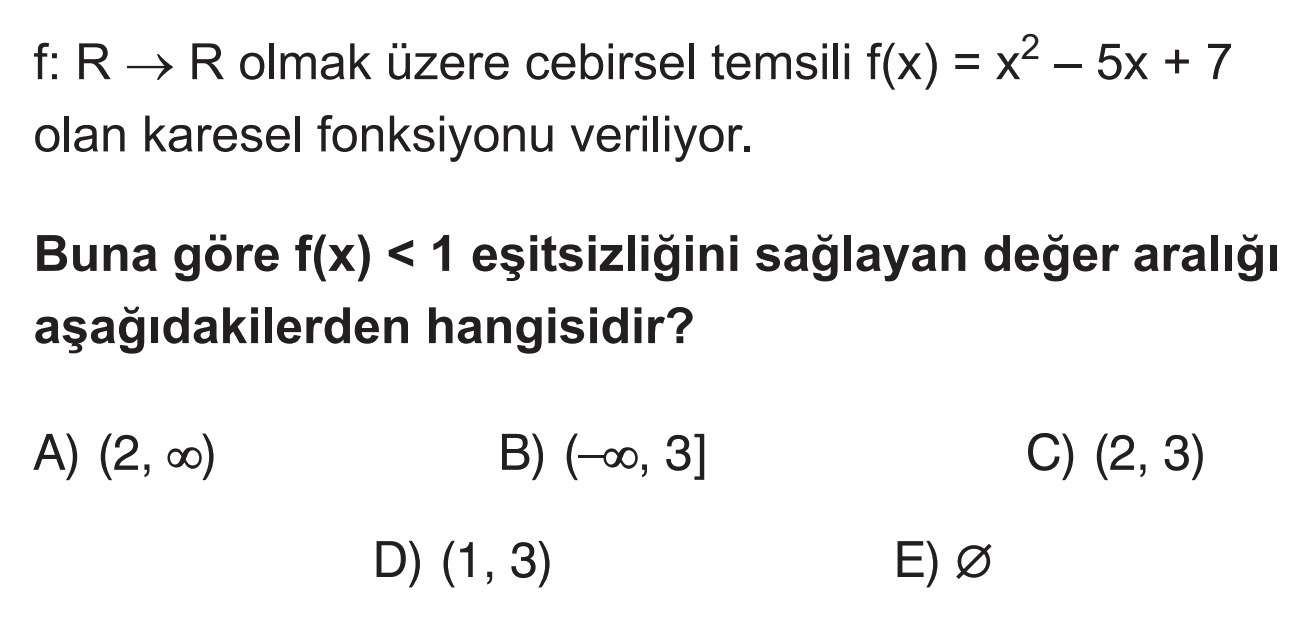 f: R → R olmak üzere cebirsel temsili f(x) = x² – 5x + 7
olan karesel fonksiyonu veriliyor.
Buna göre f(x) < 1 eşitsizliğini sağlayan değer aralığı
aşağıdakilerden hangisidir?
A) (2, ∞) B) (–∞, 3] C) (2, 3)
D) (1, 3) E) ∅